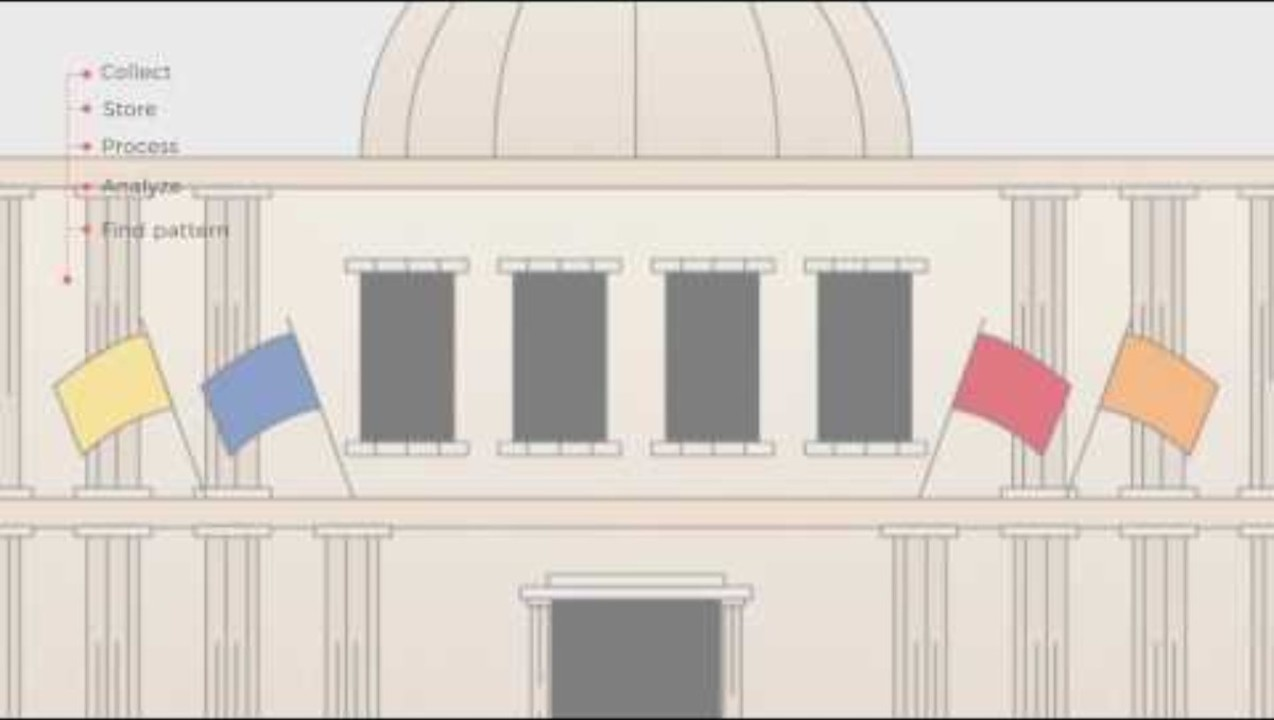 Collect
Store
Process
Analyze
Find pattern